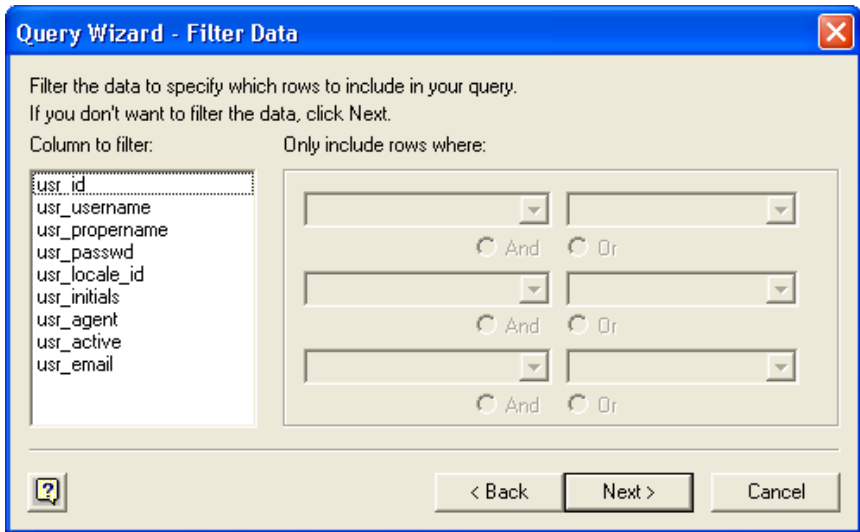 Query Wizard - Filter Data
Filter the data to specify which rows to include in your query.
If you don't want to filter the data, click Next.
Column to filter:
Only include rows where:
usr_id
usr_username
usr_propername
usr_passwd
usr_locale_id
usr_initials
usr_agent
usr_active
usr_email
And Or
And Or
And Or
?
< Back Next > Cancel